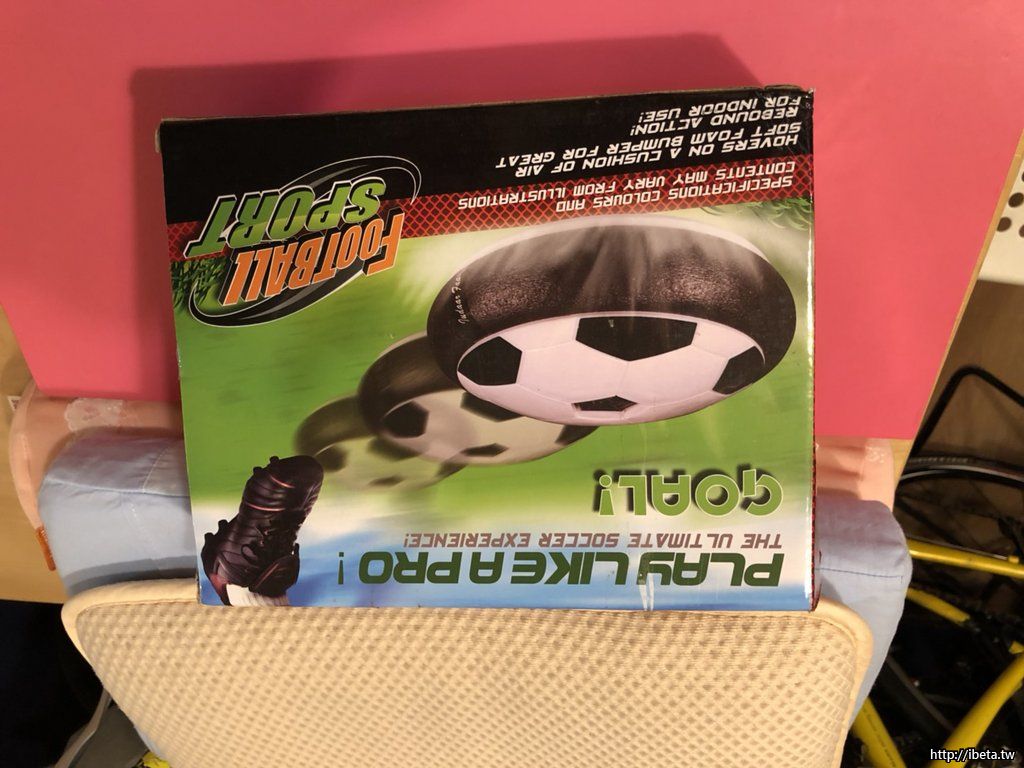 PLAY LIKE A PRO!
THE ULTIMATE SOCCER EXPERIENCE!
GOAL!
FOOTBALL
SPORT
SPECIFICATIONS COLOURS AND
CONTENTS MAY VARY FROM ILLUSTRATIONS
HOVERS ON A CUSHION OF AIR
SOFT FOAM BUMPER FOR GREAT
REBOUND ACTION!
FOR INDOOR USE!
http://ibeta.tw